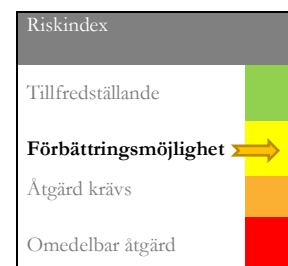 Riskindex
Tillfredställande
Förbättringsmöjlighet
Åtgärd krävs
Omedelbar åtgärd